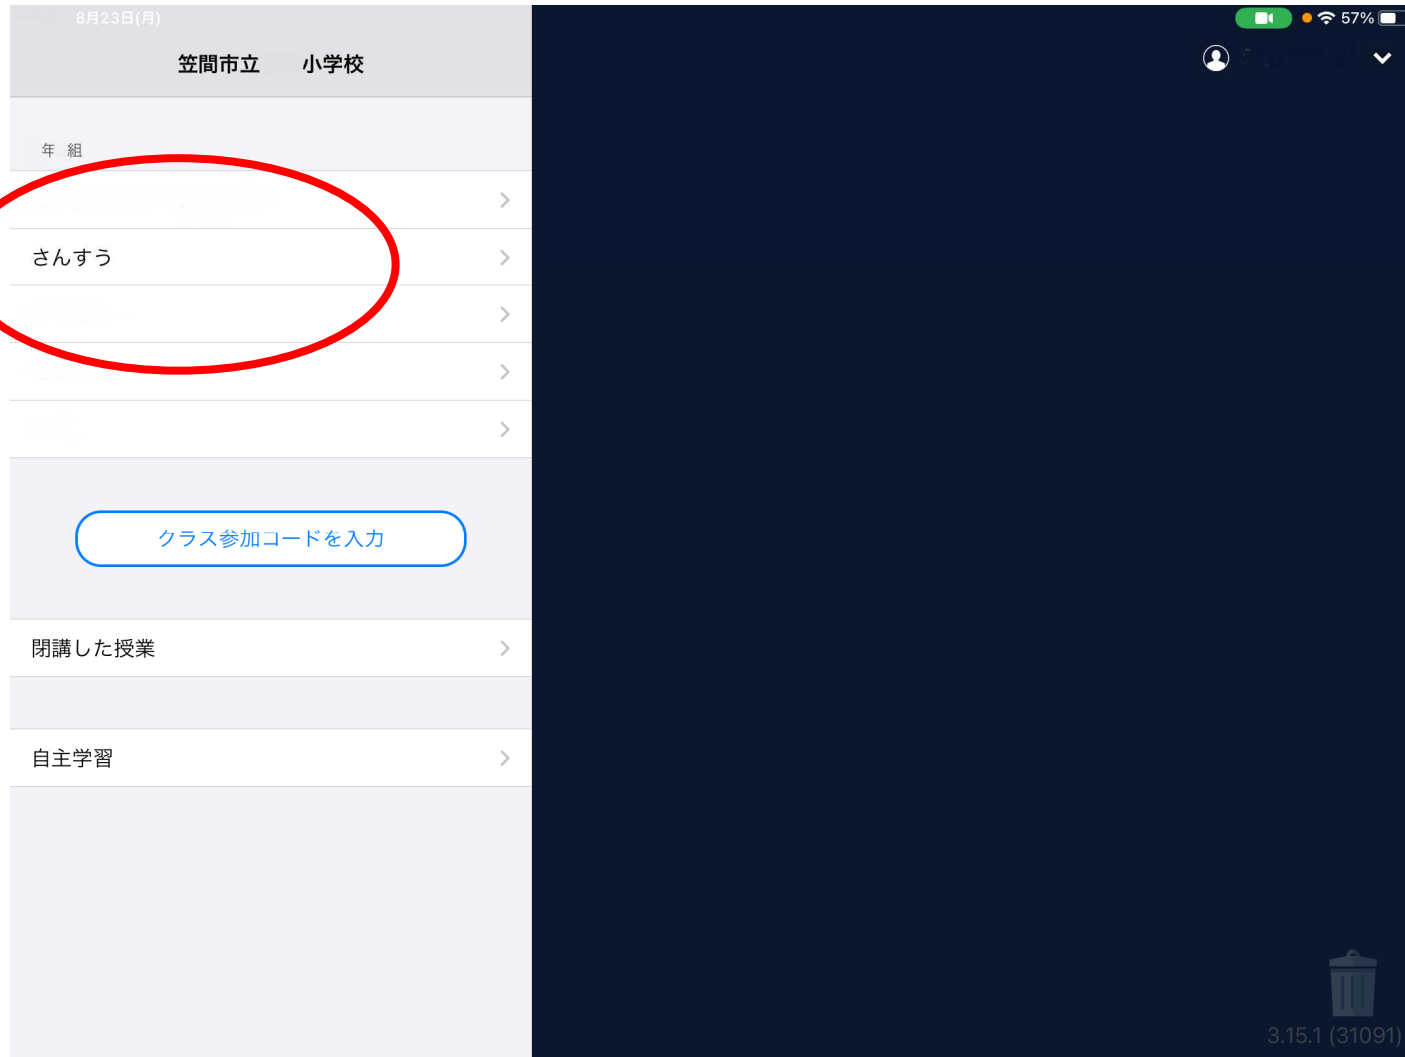 8月23日(月)
57%
笠間市立 小学校
年 組
さんすう
クラス参加コードを入力
閉講した授業
自主学習
3.15.1 (31091)